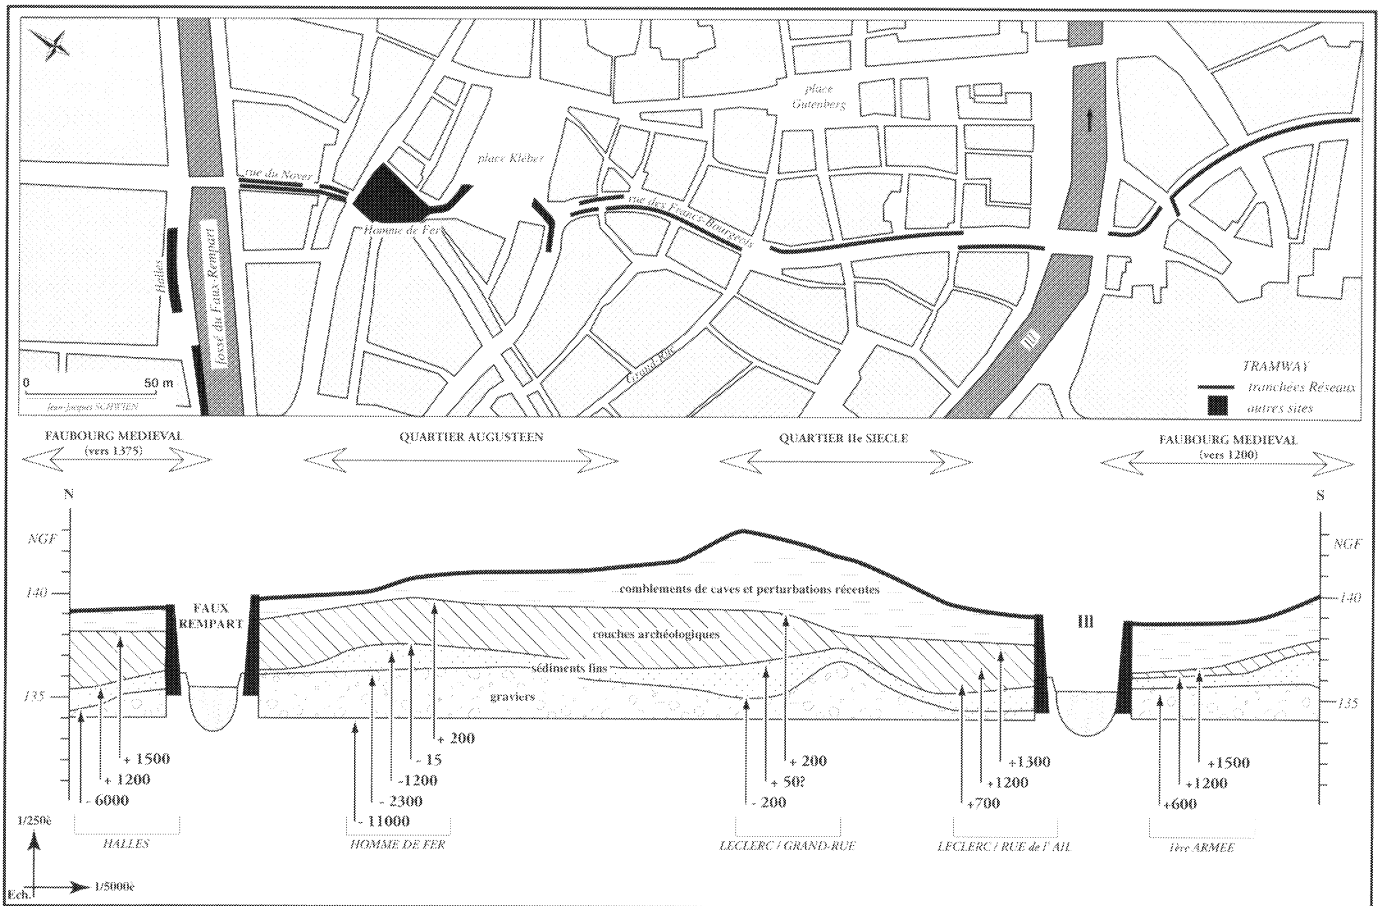 place
Gutenberg
place Kléber
rue du Noyer
Homme de Fer
rue des Francs-Bourgeois
Halles
fossé du Faux-Rempart
Grand-Rue
Ill
0 50 m
Jean-Jacques SCHWIEN
TRAMWAY
tranchées Réseaux
autres sites
FAUBOURG MEDIEVAL
(vers 1375)
QUARTIER AUGUSTEEN
QUARTIER IIe SIECLE
FAUBOURG MEDIEVAL
(vers 1200)
N
S
NGF
NGF
140
140
135
135
FAUX
REMPART
Ill
comblements de caves et perturbations récentes
couches archéologiques
sédiments fins
graviers
+ 1500
+ 1200
- 6000
HALLES
+ 200
- 15
-1200
- 2300
- 11000
HOMME DE FER
+ 200
+ 50?
- 200
LECLERC / GRAND-RUE
+1300
+1200
+700
LECLERC / RUE de l'AIL
+1500
+1200
+600
1ère ARMEE
1/250è
1/5000è
Ech.